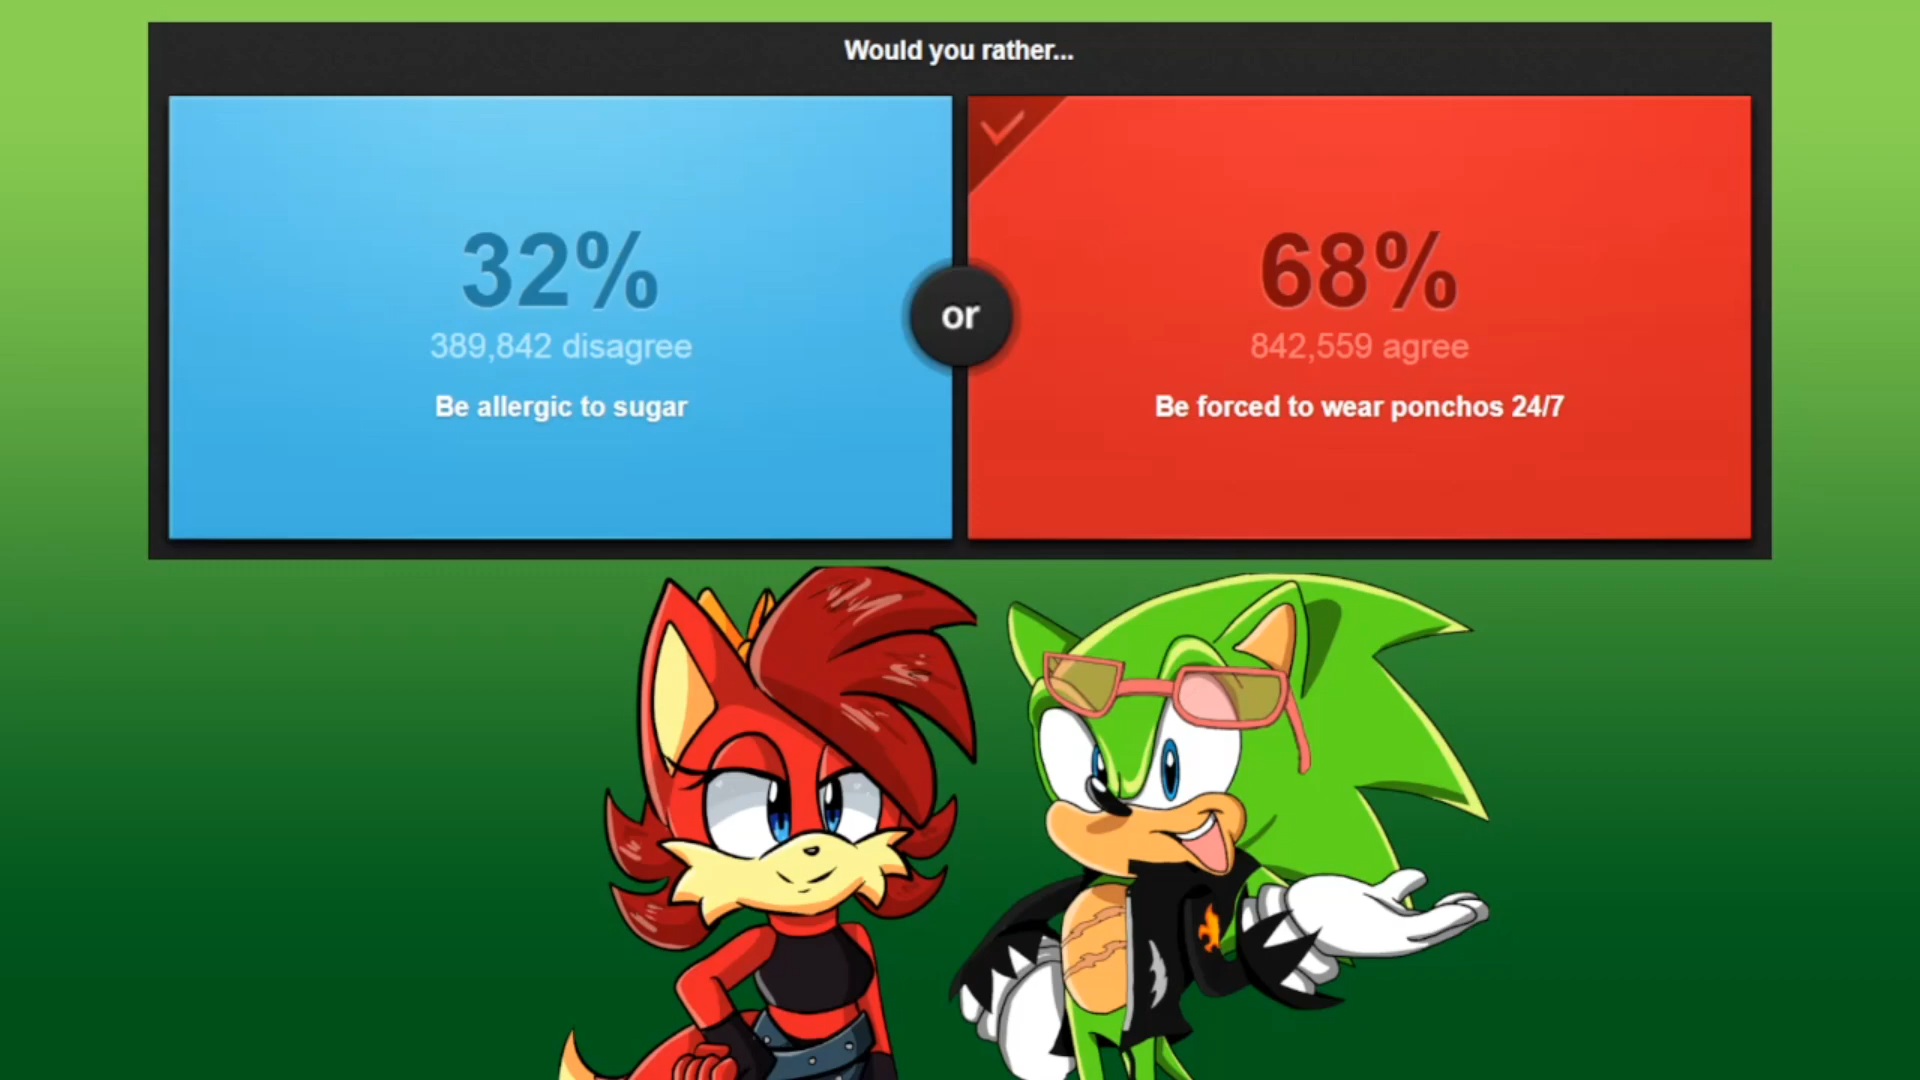 Would you rather...
32%
389,842 disagree
Be allergic to sugar
or
68%
842,559 agree
Be forced to wear ponchos 24/7